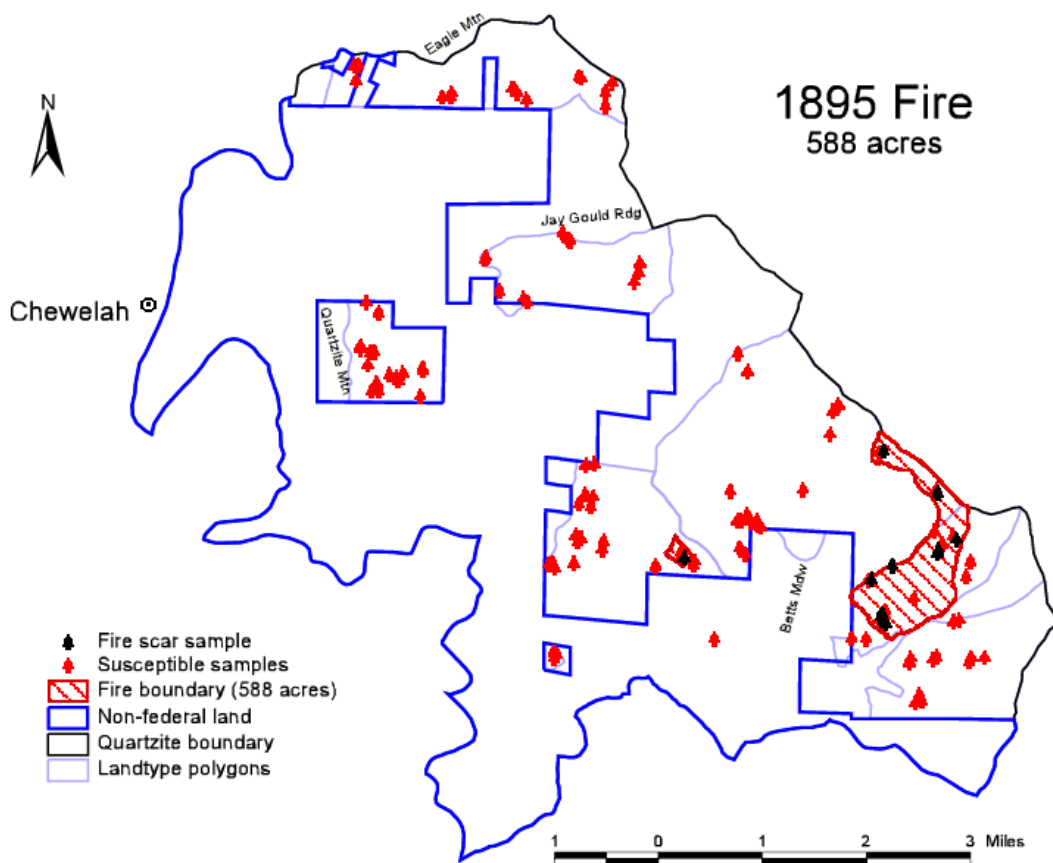 Eagle Mtn
N
1895 Fire
588 acres
Jay Gould Rdg
Chewelah
Quartzite Mtn
Betts Mdw
Fire scar sample
Susceptible samples
Fire boundary (588 acres)
Non-federal land
Quartzite boundary
Landtype polygons
1 0 1 2 3 Miles